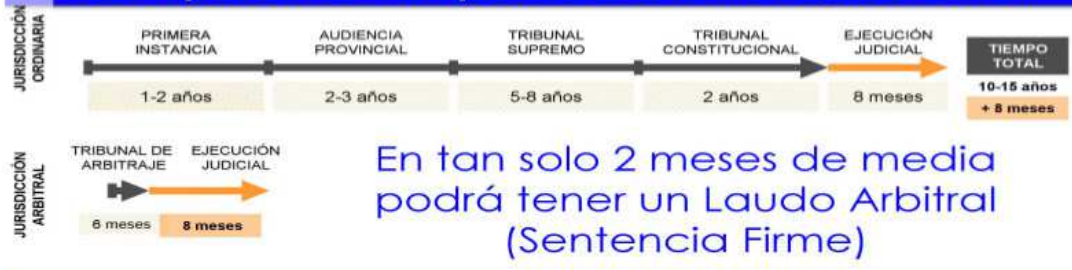 JURISDICCIÓN
ORDINARIA
PRIMERA
INSTANCIA
AUDIENCIA
PROVINCIAL
TRIBUNAL
SUPREMO
TRIBUNAL
CONSTITUCIONAL
EJECUCIÓN
JUDICIAL
TIEMPO
TOTAL
1-2 años
2-3 años
5-8 años
2 años
8 meses
10-15 años
+ 8 meses
JURISDICCIÓN
ARBITRAL
TRIBUNAL DE
ARBITRAJE
EJECUCIÓN
JUDICIAL
6 meses
8 meses
En tan solo 2 meses de media
podrá tener un Laudo Arbitral
(Sentencia Firme)